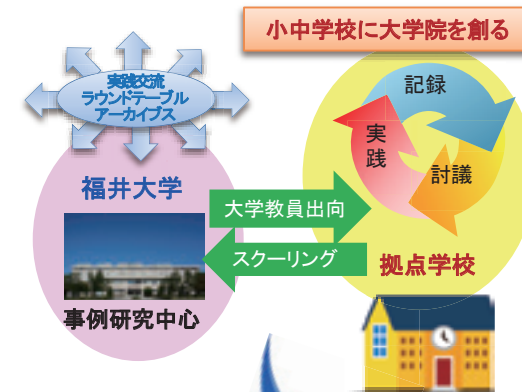 小中学校に大学院を創る
実践交流
ラウンドテーブル
アーカイブス
福井大学
事例研究中心
大学教員出向
スクーリング
記録
実践
討議
拠点学校